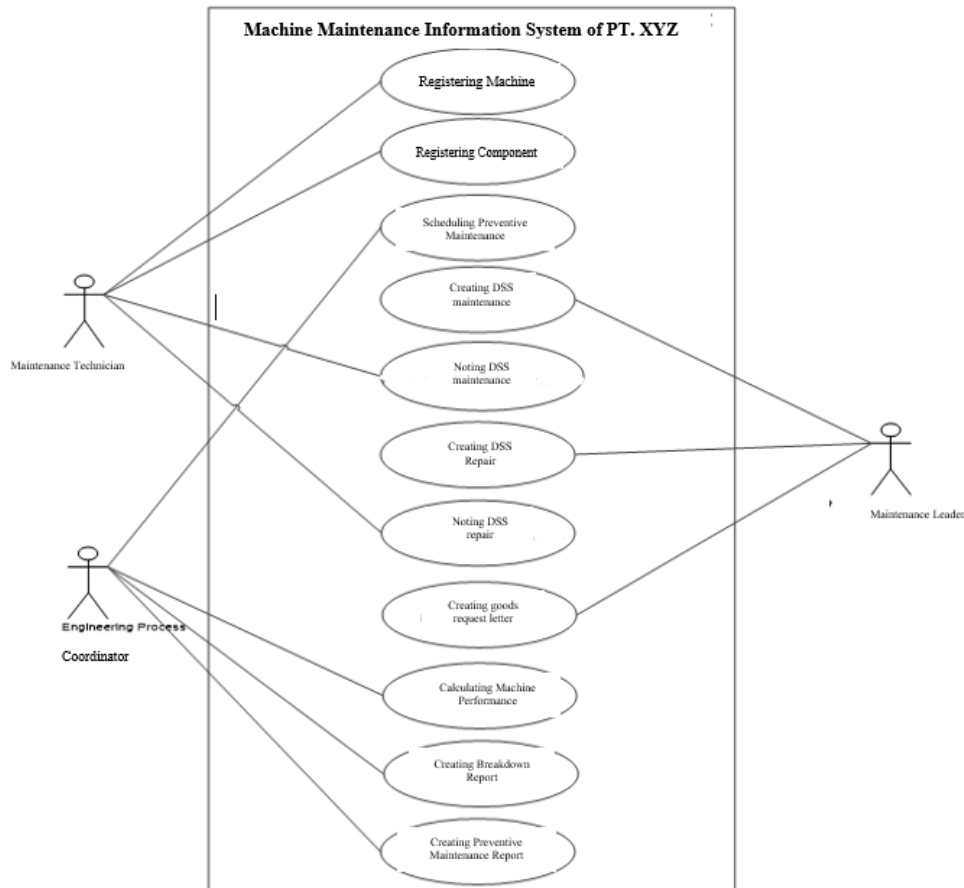 Machine Maintenance Information System of PT. XYZ
Registering Machine
Registering Component
Scheduling Preventive
Maintenance
Creating DSS
maintenance
Maintenance Technician
Noting DSS
maintenance
Creating DSS
Repair
Maintenance Leader
Noting DSS
repair
Creating goods
request letter
Engineering Process
Coordinator
Calculating Machine
Performance
Creating Breakdown
Report
Creating Preventive
Maintenance Report